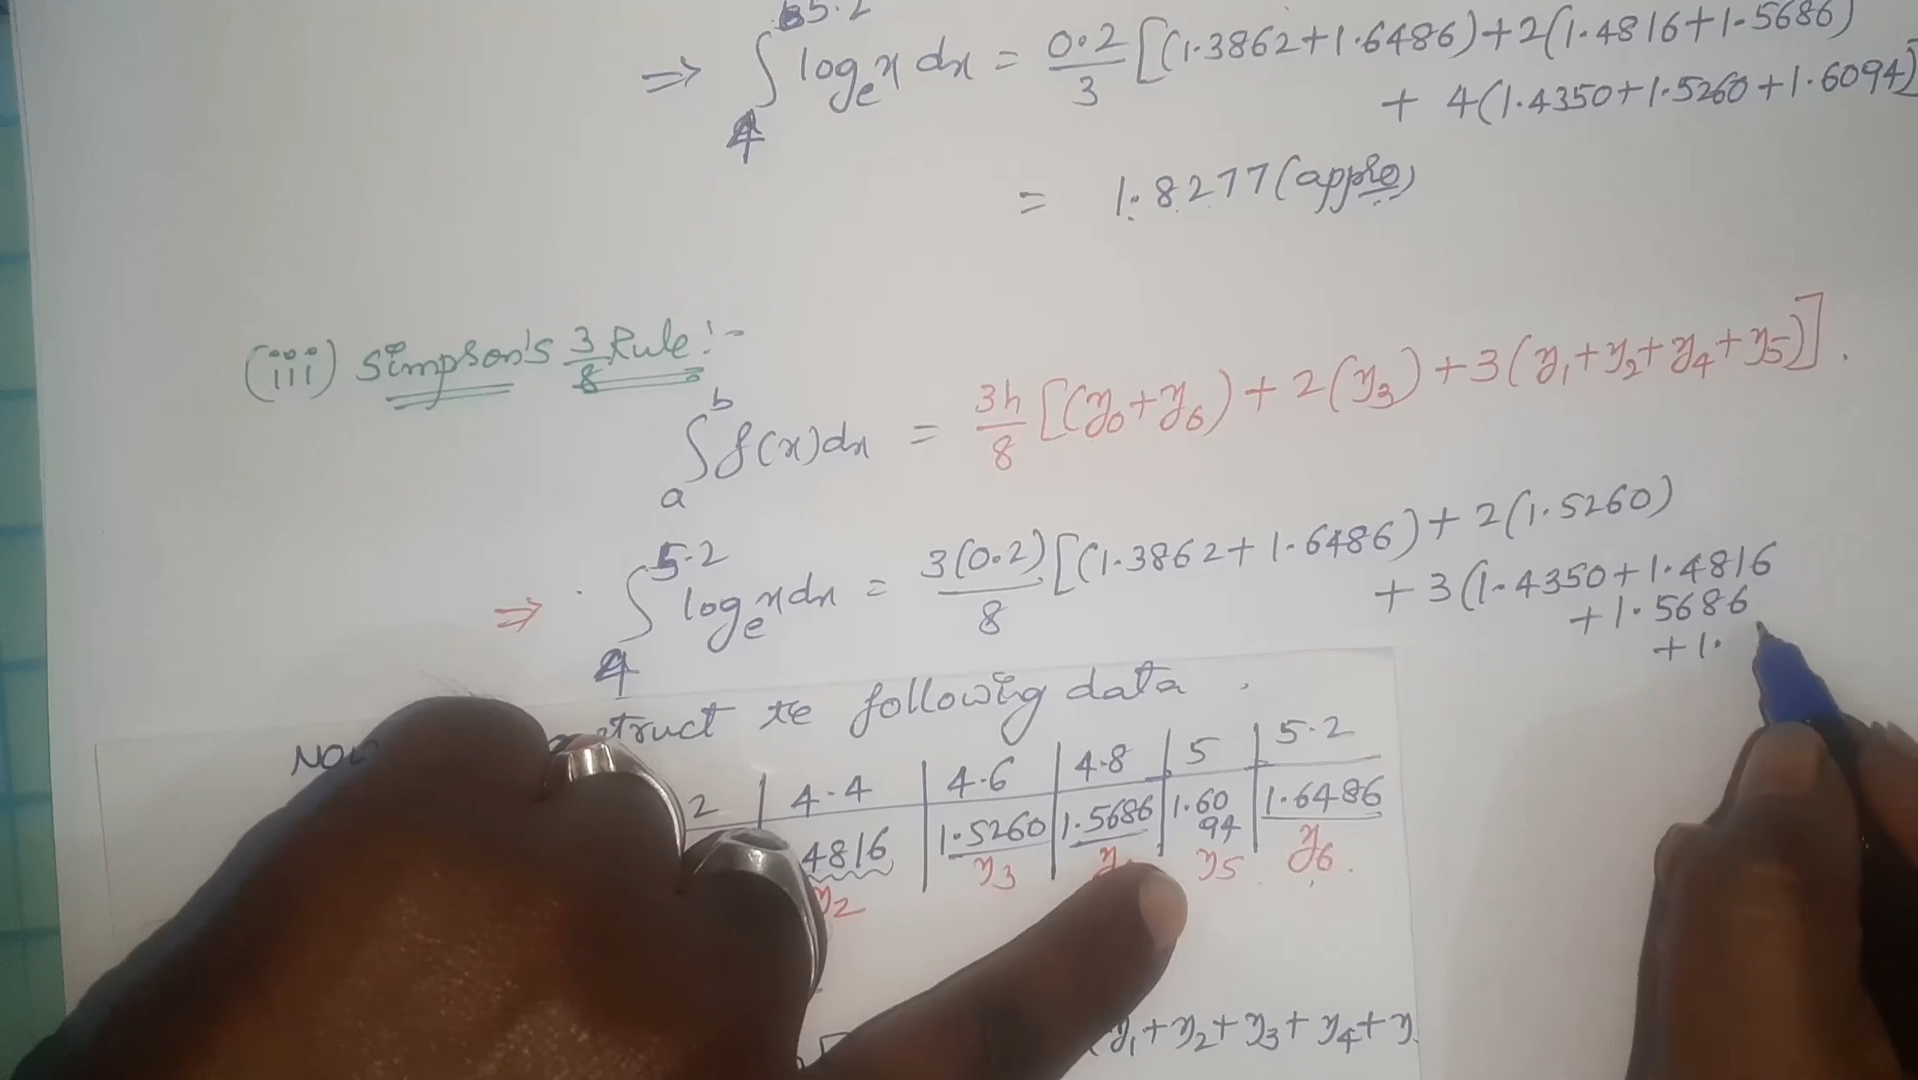 ⇒ ∫₄^5.2 logₑx dx = 0.2/3 [(1.3862+1.6486)+2(1.4816+1.5686)
+ 4(1.4350+1.5260+1.6094)]
= 1.8277 (appro)
(iii) Simpson's 3/8 Rule:-
∫ₐ^b f(x)dx = 3h/8 [(y₀+y₆)+2(y₃)+3(y₁+y₂+y₄+y₅)].
⇒ ∫₄^5.2 logₑx dx = 3(0.2)/8 [(1.3862+1.6486)+2(1.5260)
+3(1.4350+1.4816
+1.5686
+1.
truct te following data.
2 | 4.4 | 4.6 | 4.8 | 5 | 5.2
4816 | 1.5260 | 1.5686 | 1.6094 | 1.6486
y₂ y₃ y y₅ y₆.
y₁+y₂+y₃+y₄+y